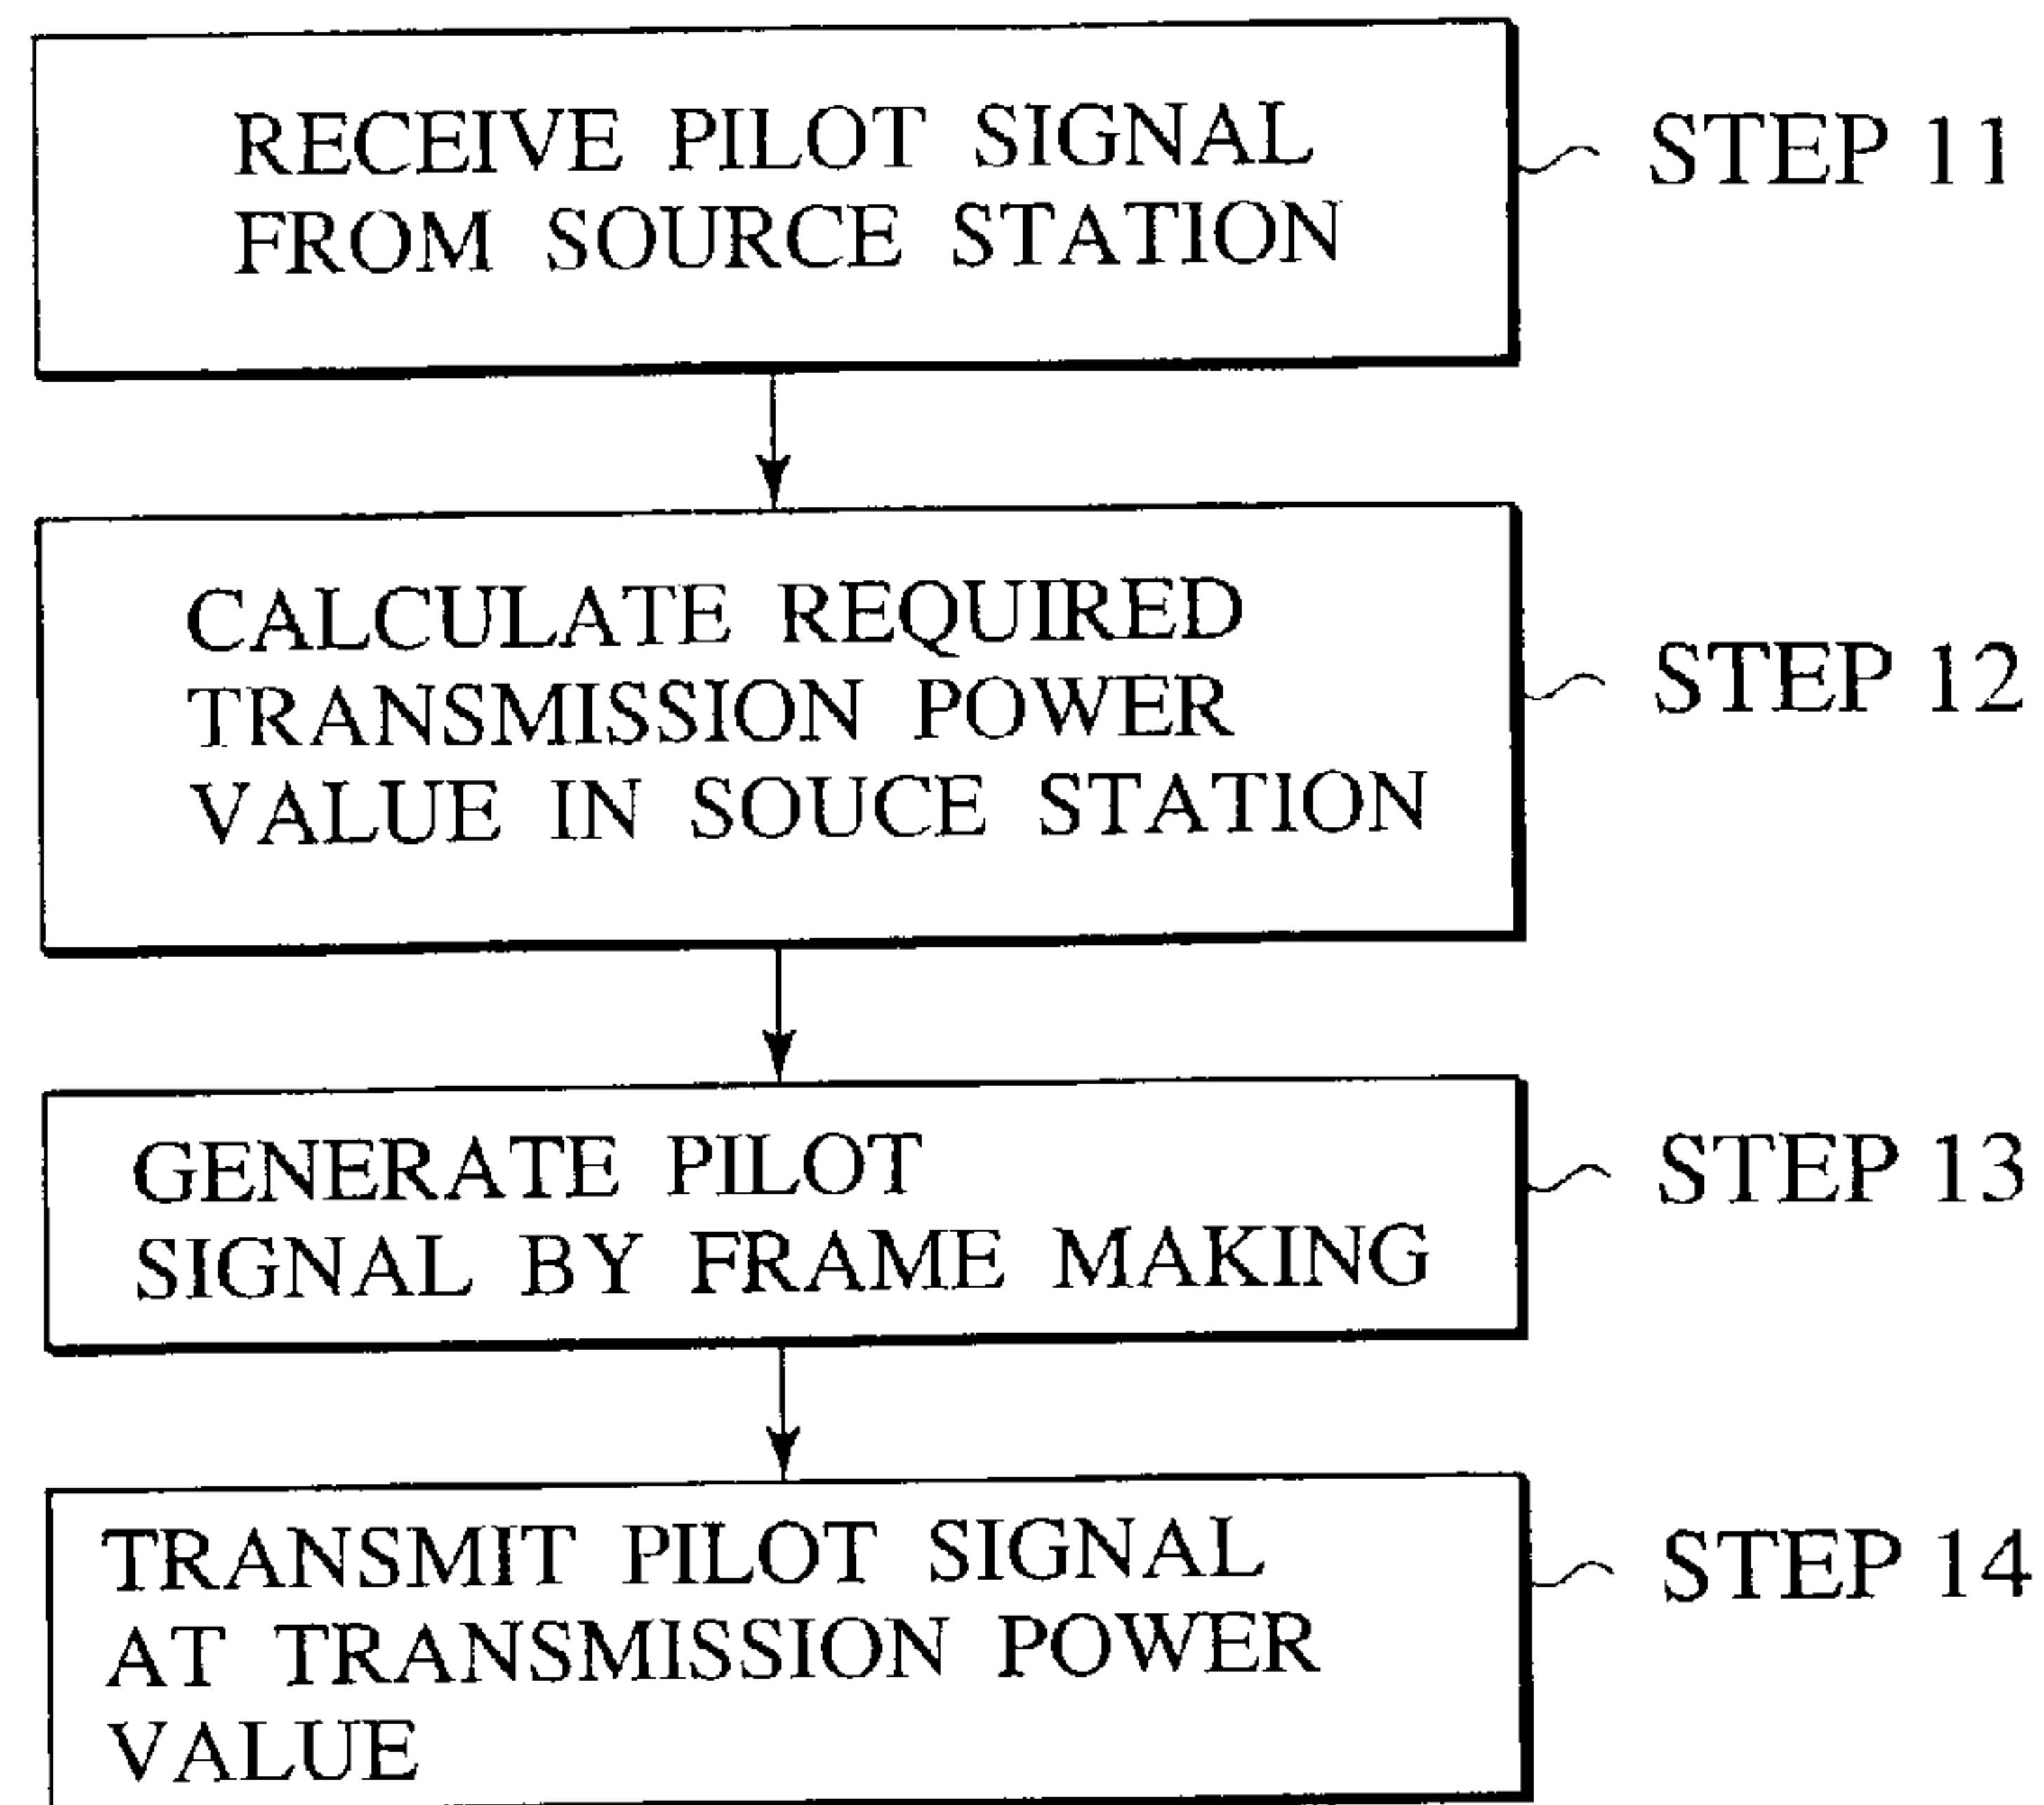 RECEIVE PILOT SIGNAL
FROM SOURCE STATION
STEP 11
CALCULATE REQUIRED
TRANSMISSION POWER
VALUE IN SOUCE STATION
STEP 12
GENERATE PILOT
SIGNAL BY FRAME MAKING
STEP 13
TRANSMIT PILOT SIGNAL
AT TRANSMISSION POWER
VALUE
STEP 14